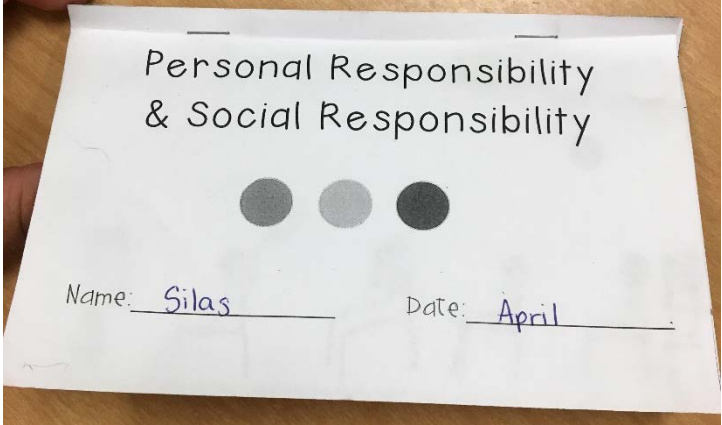 Personal Responsibility
& Social Responsibility
Name: Silas Date: April